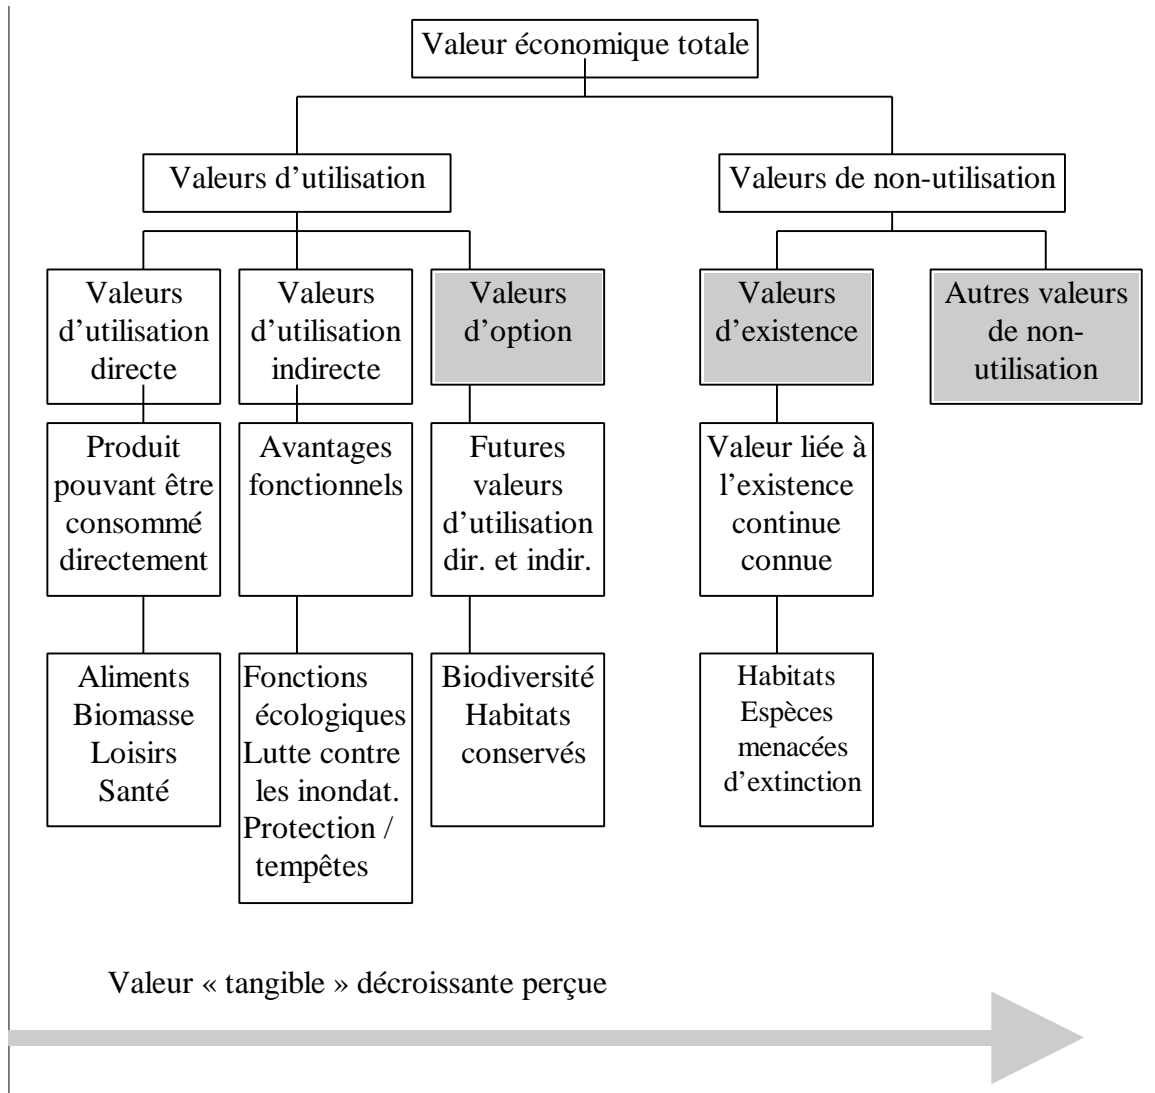 Valeur économique totale
Valeurs d’utilisation
Valeurs de non-utilisation
Valeurs
d’utilisation
directe
Valeurs
d’utilisation
indirecte
Valeurs
d’option
Valeurs
d’existence
Autres valeurs
de non-
utilisation
Produit
pouvant être
consommé
directement
Avantages
fonctionnels
Futures
valeurs
d’utilisation
dir. et indir.
Valeur liée à
l’existence
continue
connue
Aliments
Biomasse
Loisirs
Santé
Fonctions
écologiques
Lutte contre
les inondat.
Protection /
tempêtes
Biodiversité
Habitats
conservés
Habitats
Espèces
menacées
d’extinction
Valeur « tangible » décroissante perçue